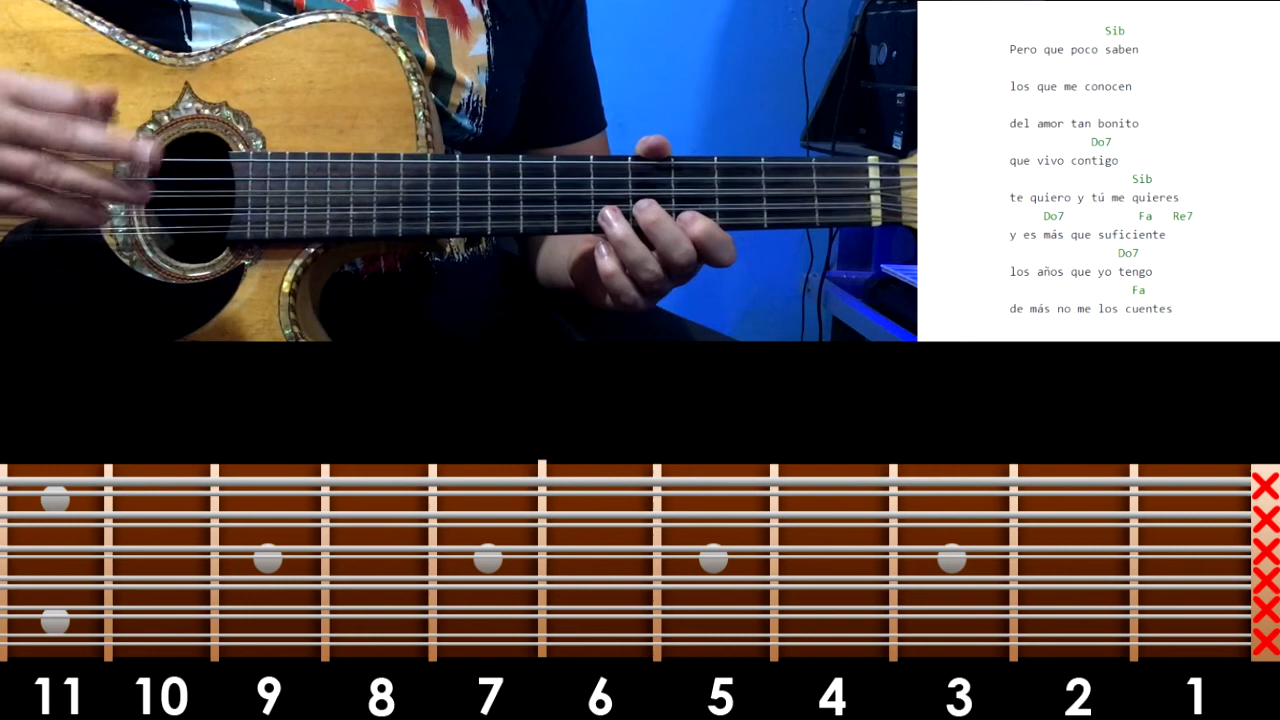 Sib
Pero que poco saben
los que me conocen
del amor tan bonito
Do7
que vivo contigo
Sib
te quiero y tú me quieres
Do7 Fa Re7
y es más que suficiente
Do7
los años que yo tengo
Fa
de más no me los cuentes
11 10 9 8 7 6 5 4 3 2 1